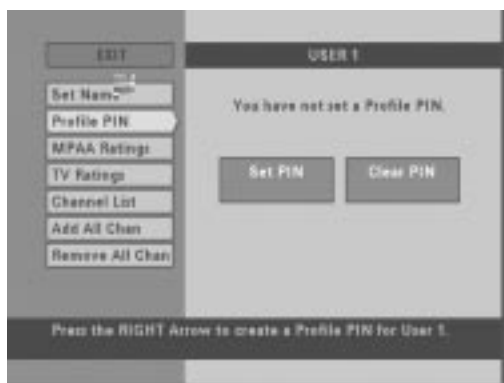 EXIT
USER 1
Set Name
Profile PIN
MPAA Ratings
TV Ratings
Channel List
Add All Chan
Remove All Chan
You have not set a Profile PIN.
Set PIN
Clear PIN
Press the RIGHT Arrow to create a Profile PIN for User 1.